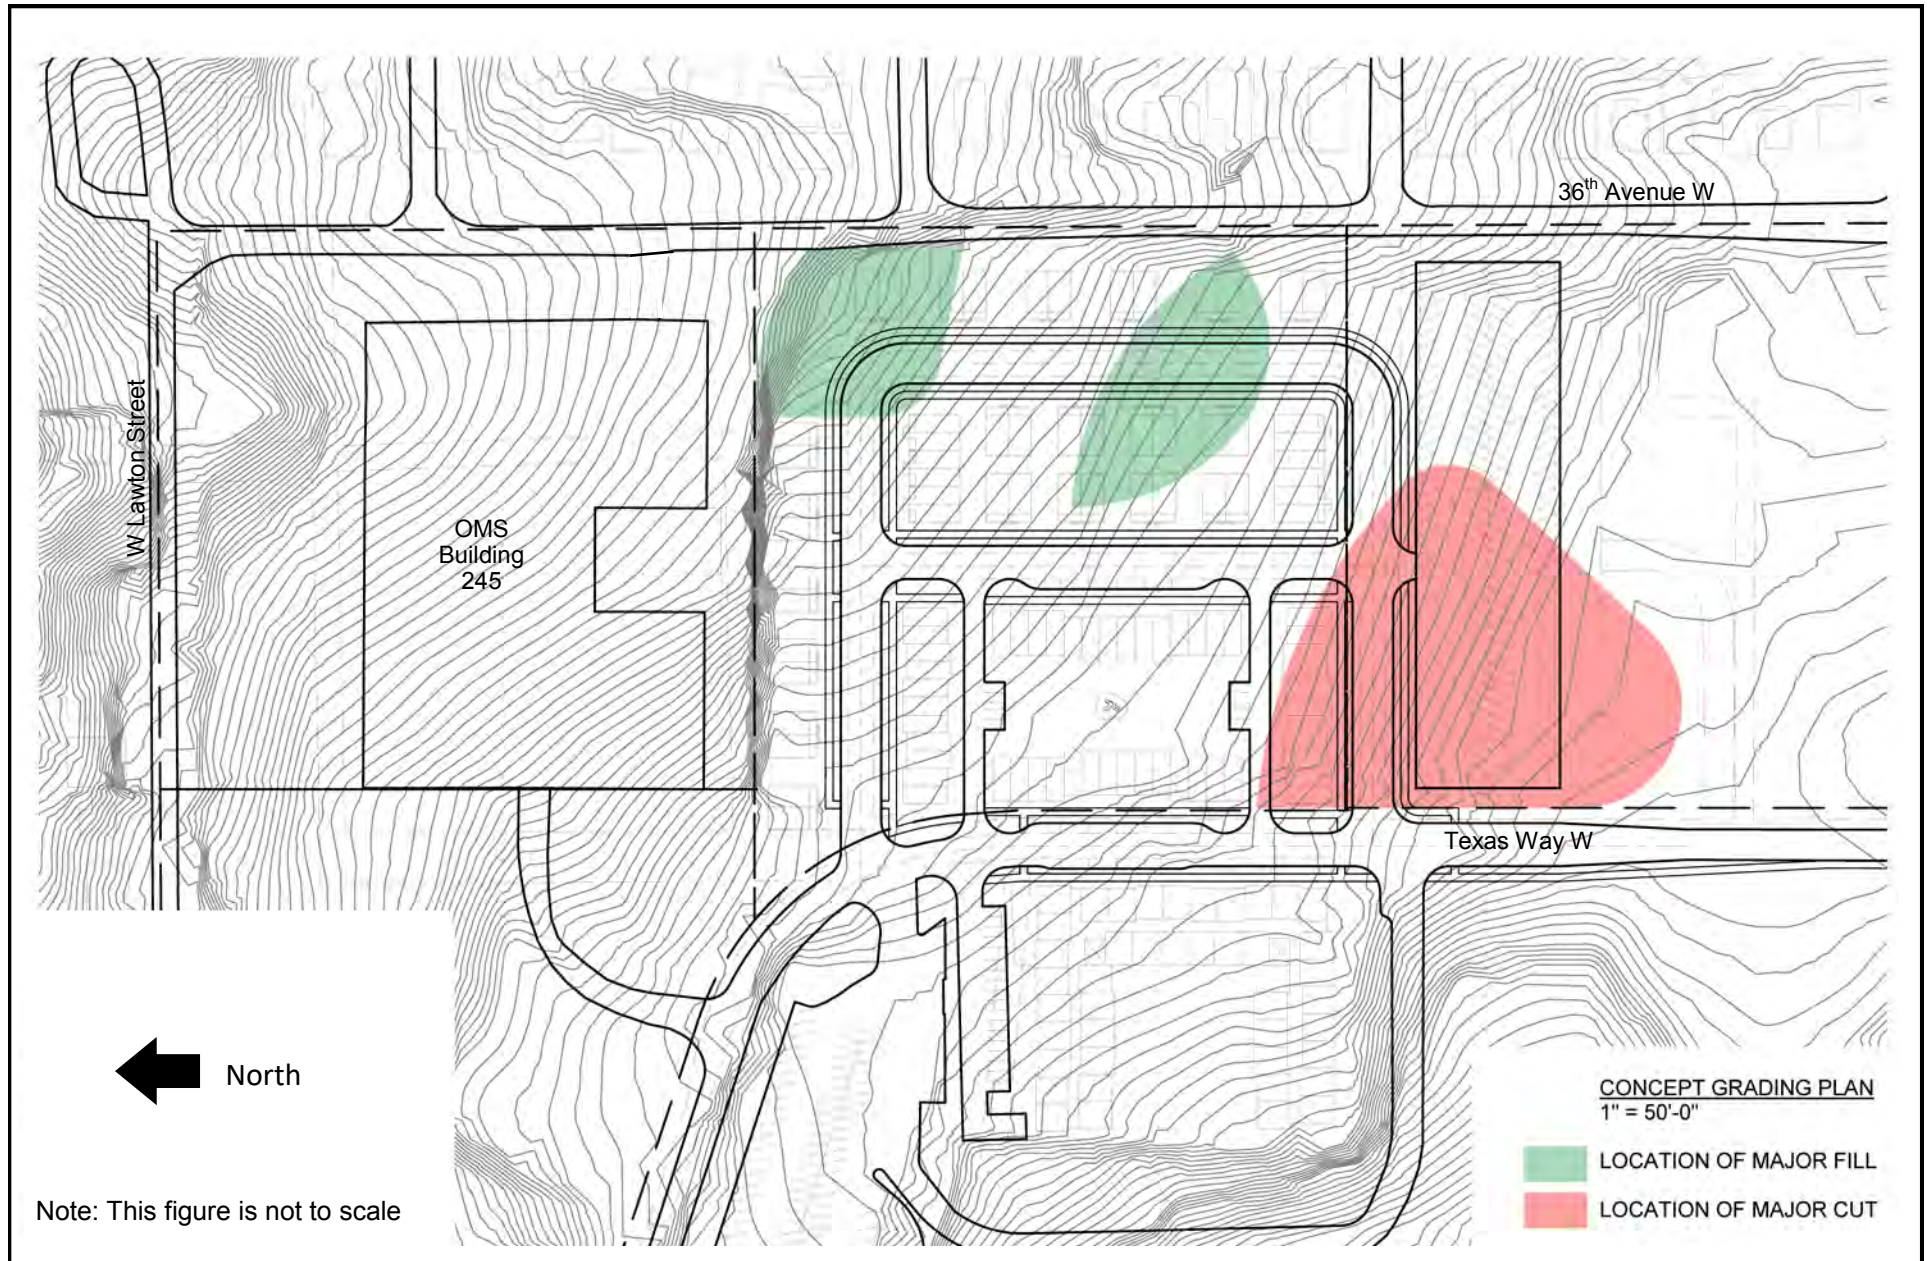 36th Avenue W
W Lawton Street
OMS
Building
245
Texas Way W
North
Note: This figure is not to scale
CONCEPT GRADING PLAN
1" = 50'-0"
LOCATION OF MAJOR FILL
LOCATION OF MAJOR CUT